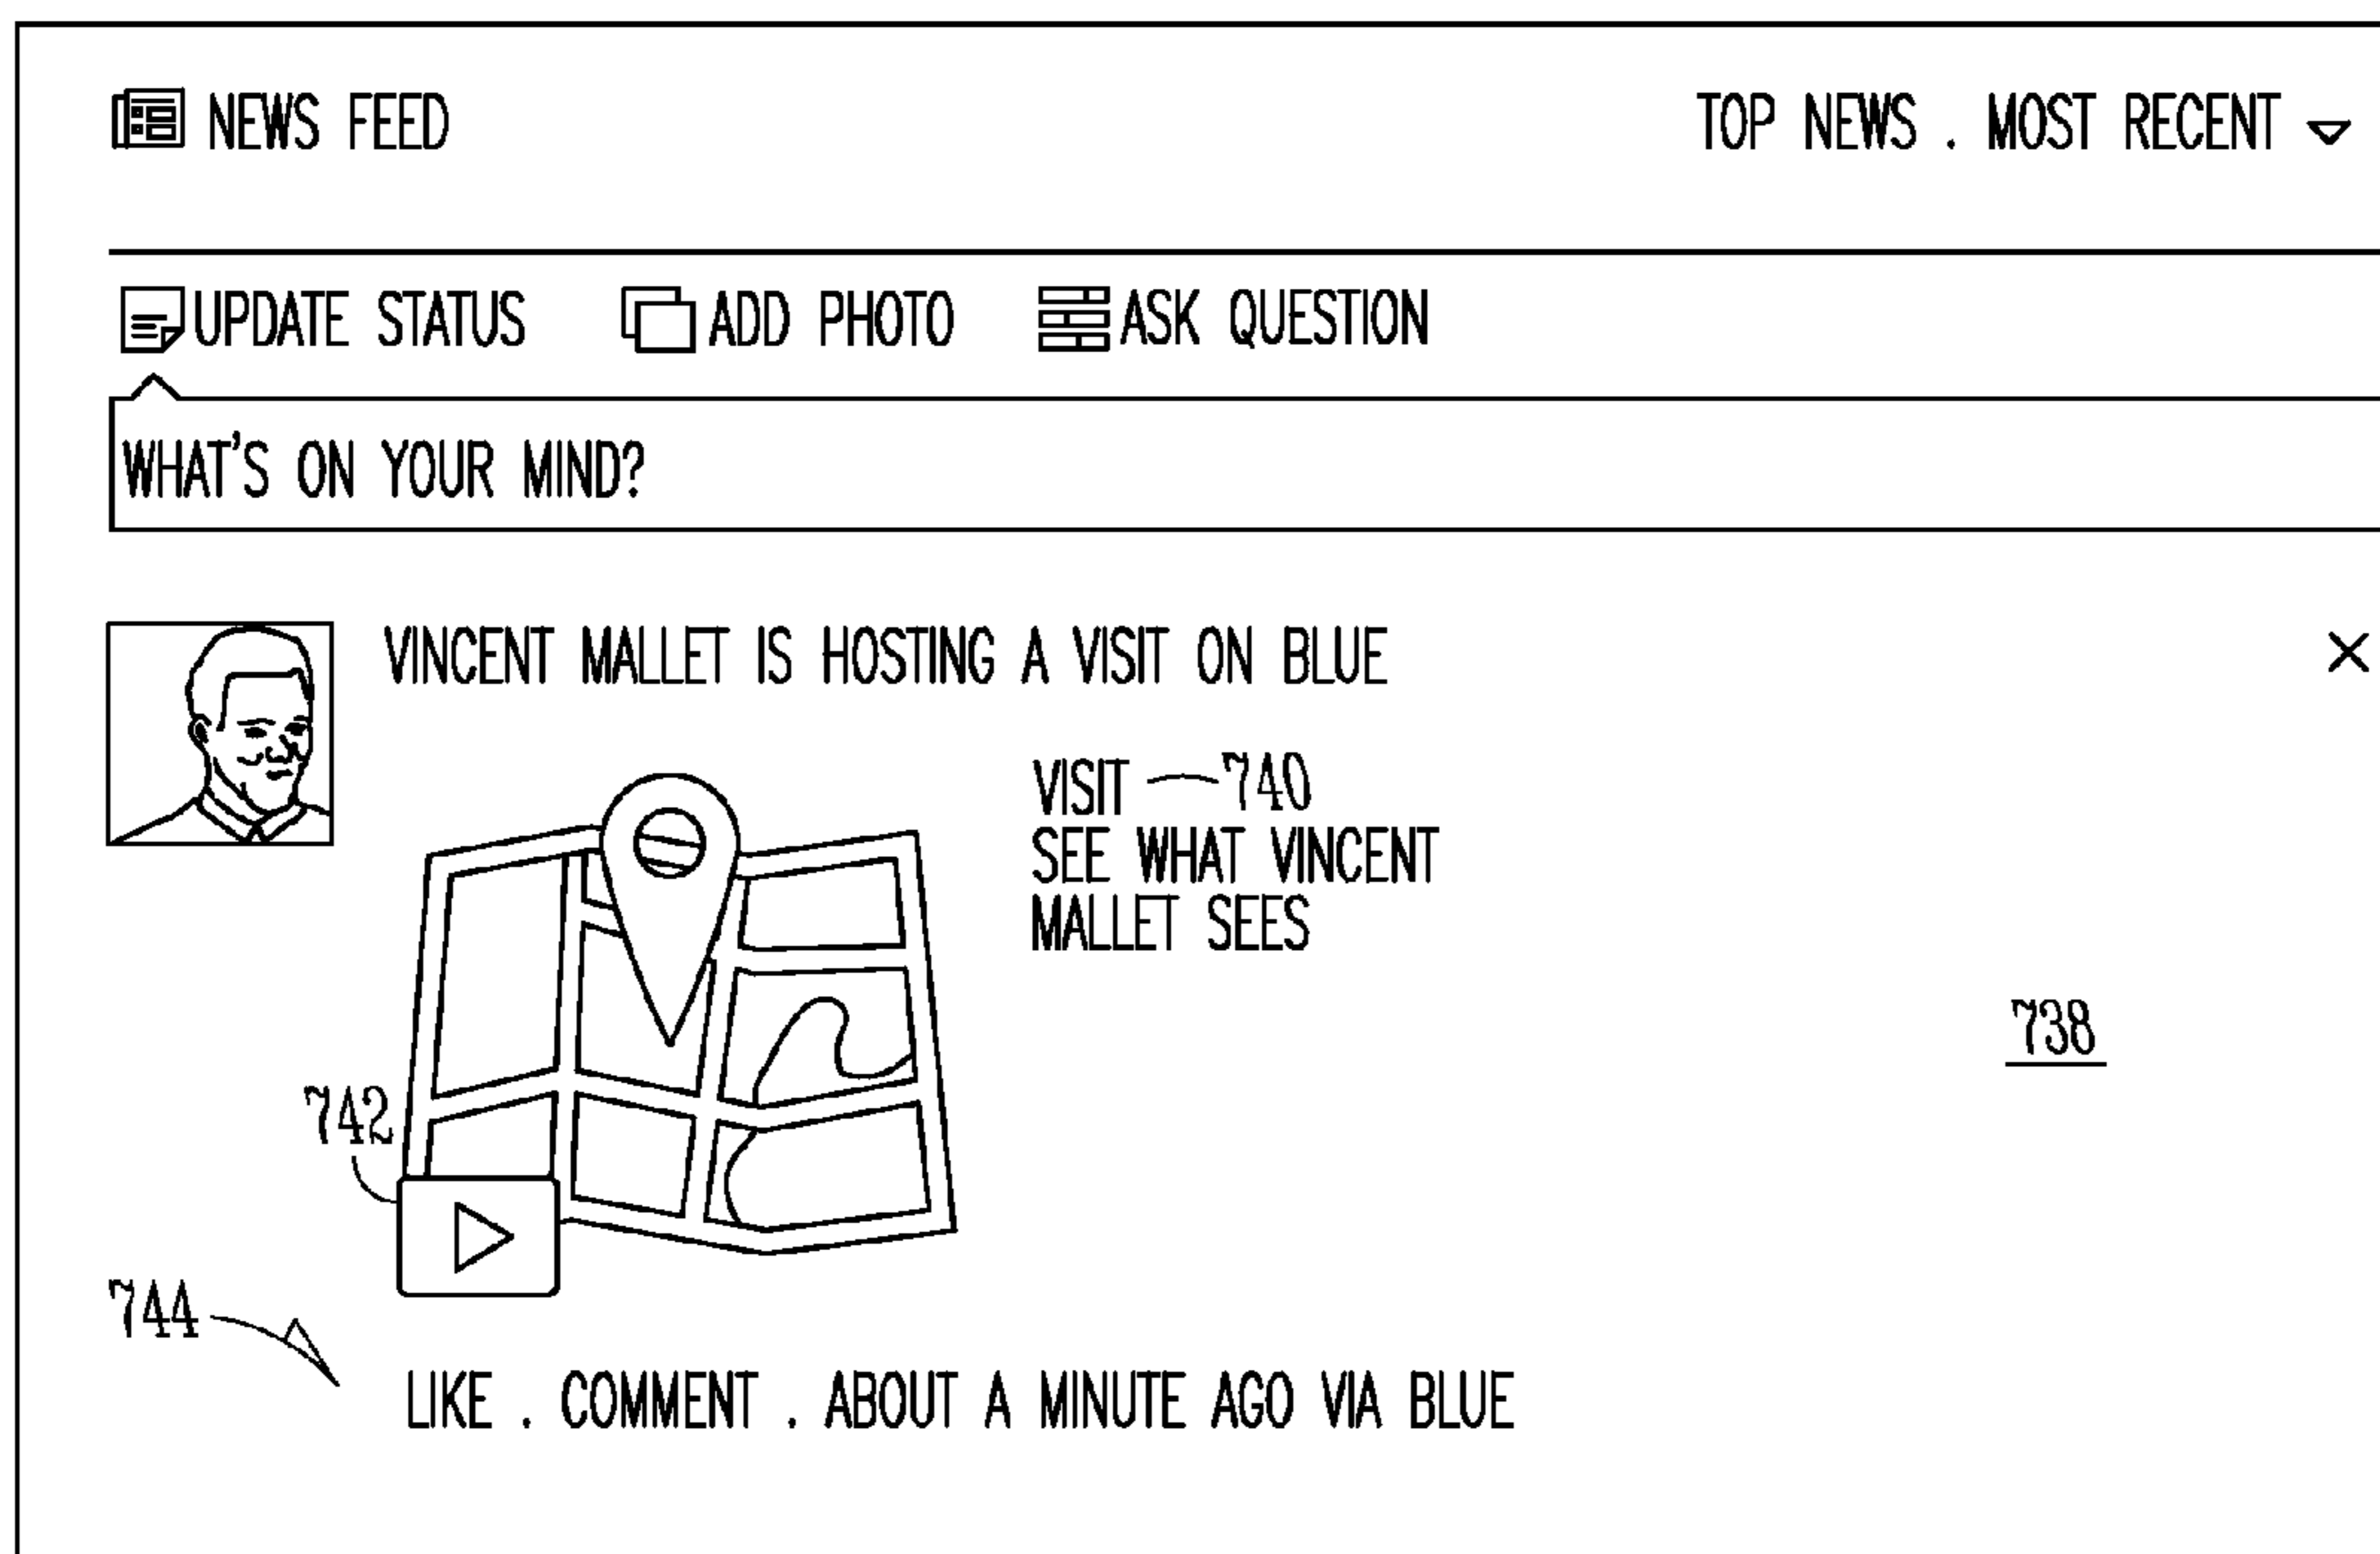 NEWS FEED
TOP NEWS . MOST RECENT
UPDATE STATUS ADD PHOTO ASK QUESTION
WHAT'S ON YOUR MIND?
VINCENT MALLET IS HOSTING A VISIT ON BLUE
VISIT 740
SEE WHAT VINCENT
MALLET SEES
738
742
744
LIKE . COMMENT . ABOUT A MINUTE AGO VIA BLUE